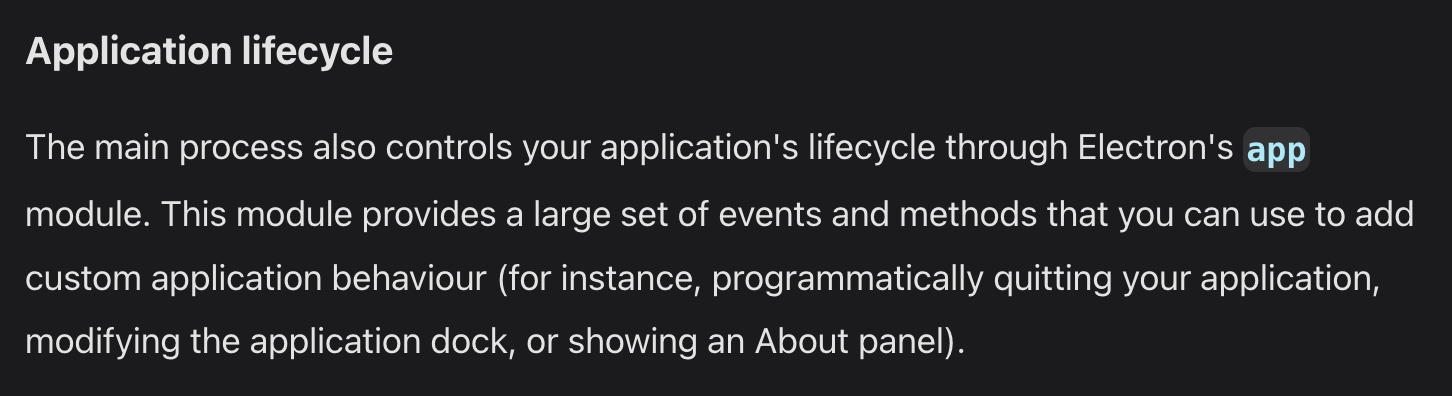 Application lifecycle
The main process also controls your application's lifecycle through Electron's app
module. This module provides a large set of events and methods that you can use to add
custom application behaviour (for instance, programmatically quitting your application,
modifying the application dock, or showing an About panel).